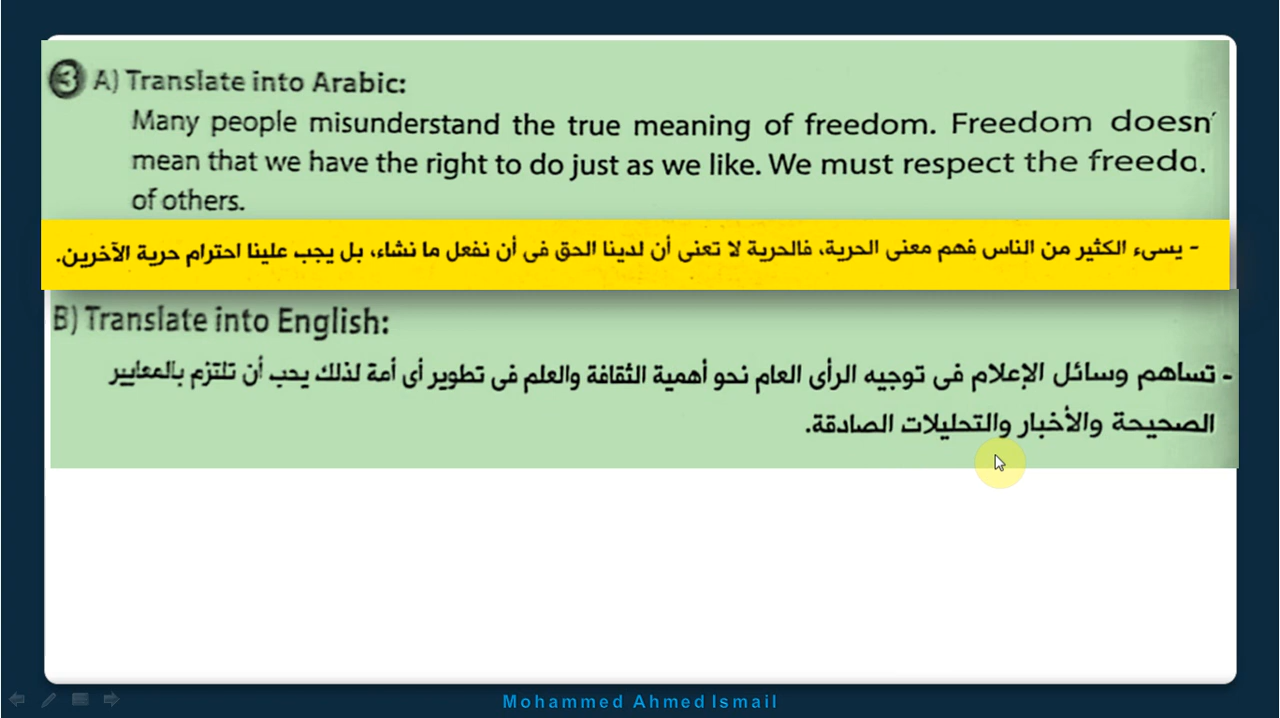 3 A) Translate into Arabic:
Many people misunderstand the true meaning of freedom. Freedom doesn'
mean that we have the right to do just as we like. We must respect the freedo
of others.
- يسىء الكثير من الناس فهم معنى الحرية، فالحرية لا تعنى أن لدينا الحق فى أن نفعل ما نشاء، بل يجب علينا احترام حرية الآخرين.
B) Translate into English:
- تساهم وسائل الإعلام فى توجيه الرأى العام نحو أهمية الثقافة والعلم فى تطوير أى أمة لذلك يجب أن تلتزم بالمعايير
الصحيحة والأخبار والتحليلات الصادقة.
Mohammed Ahmed Ismail